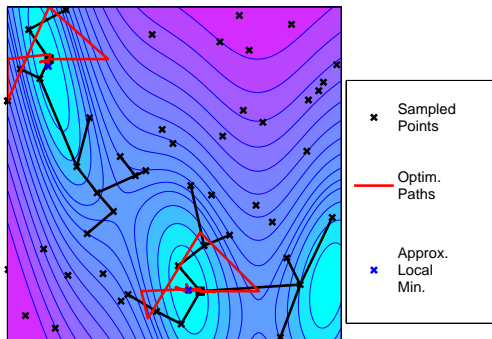 Sampled
Points
Optim.
Paths
Approx.
Local
Min.